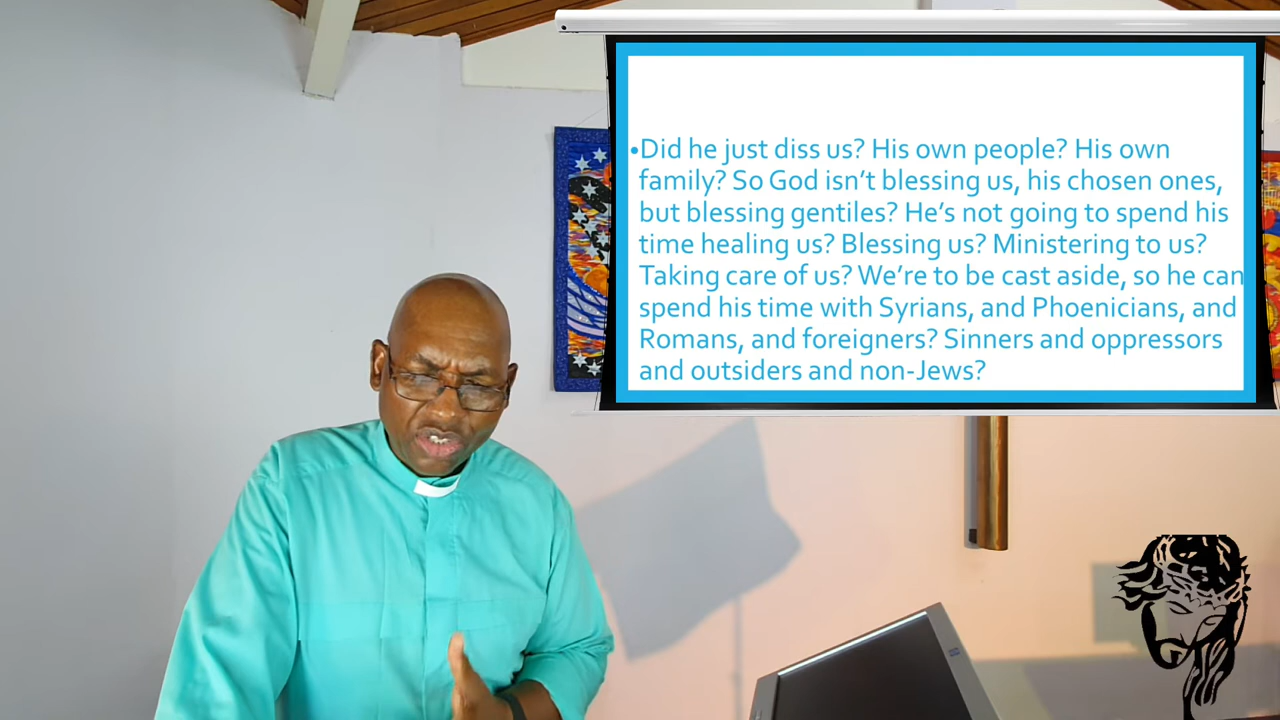 •Did he just diss us? His own people? His own
family? So God isn't blessing us, his chosen ones,
but blessing gentiles? He's not going to spend his
time healing us? Blessing us? Ministering to us?
Taking care of us? We're to be cast aside, so he can
spend his time with Syrians, and Phoenicians, and
Romans, and foreigners? Sinners and oppressors
and outsiders and non-Jews?